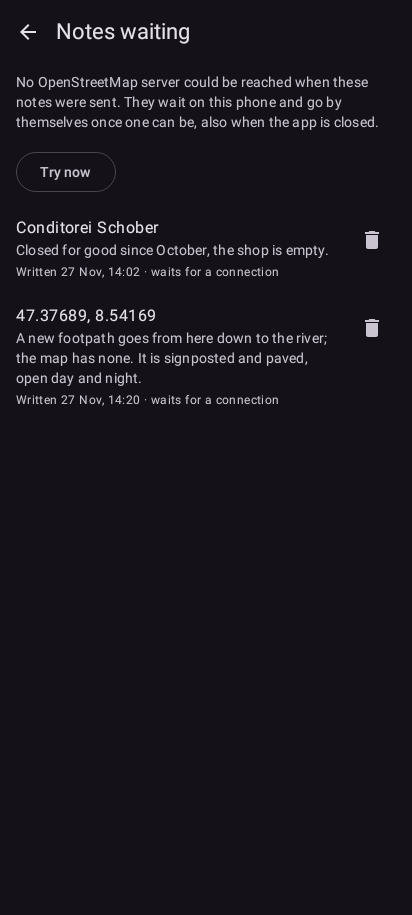 Notes waiting
No OpenStreetMap server could be reached when these
notes were sent. They wait on this phone and go by
themselves once one can be, also when the app is closed.
Try now
Conditorei Schober
Closed for good since October, the shop is empty.
Written 27 Nov, 14:02 · waits for a connection
47.37689, 8.54169
A new footpath goes from here down to the river;
the map has none. It is signposted and paved,
open day and night.
Written 27 Nov, 14:20 · waits for a connection